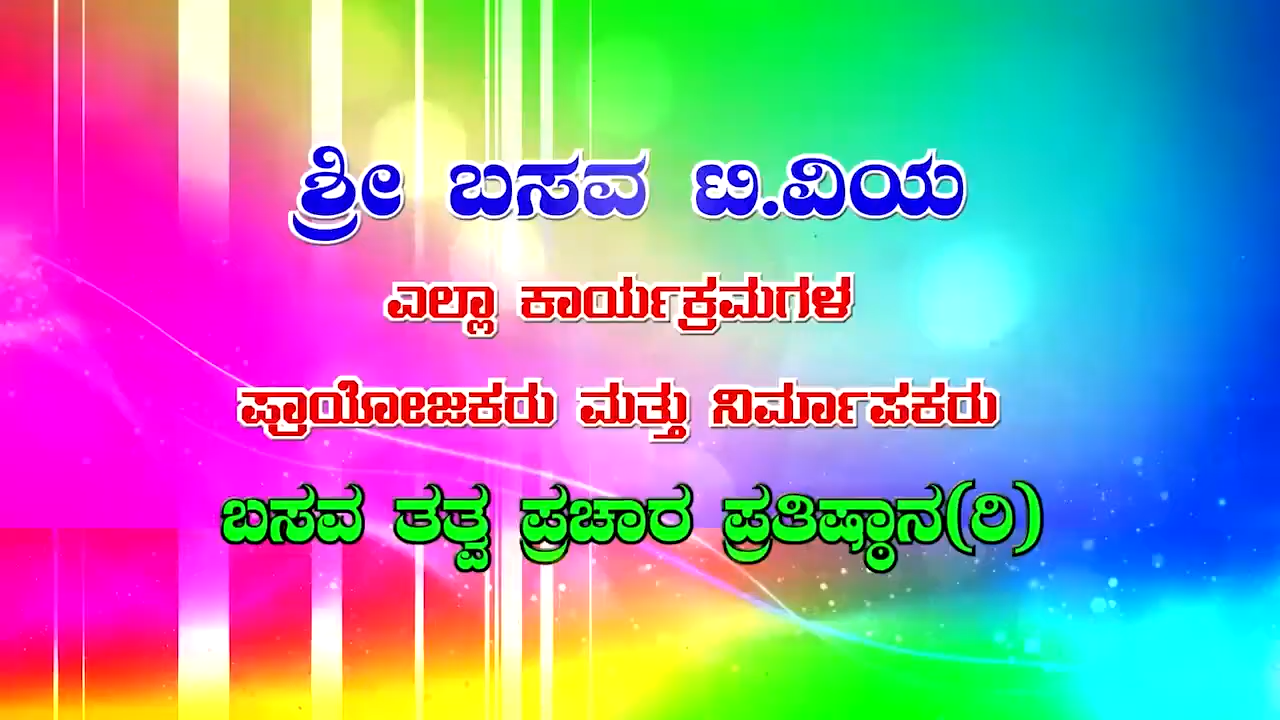 ಶ್ರೀ ಬಸವ ಟಿ.ವಿಯ
ಎಲ್ಲಾ ಕಾರ್ಯಕ್ರಮಗಳ
ಪ್ರಾಯೋಜಕರು ಮತ್ತು ನಿರ್ಮಾಪಕರು
ಬಸವ ತತ್ವ ಪ್ರಚಾರ ಪ್ರತಿಷ್ಠಾನ(ರಿ)